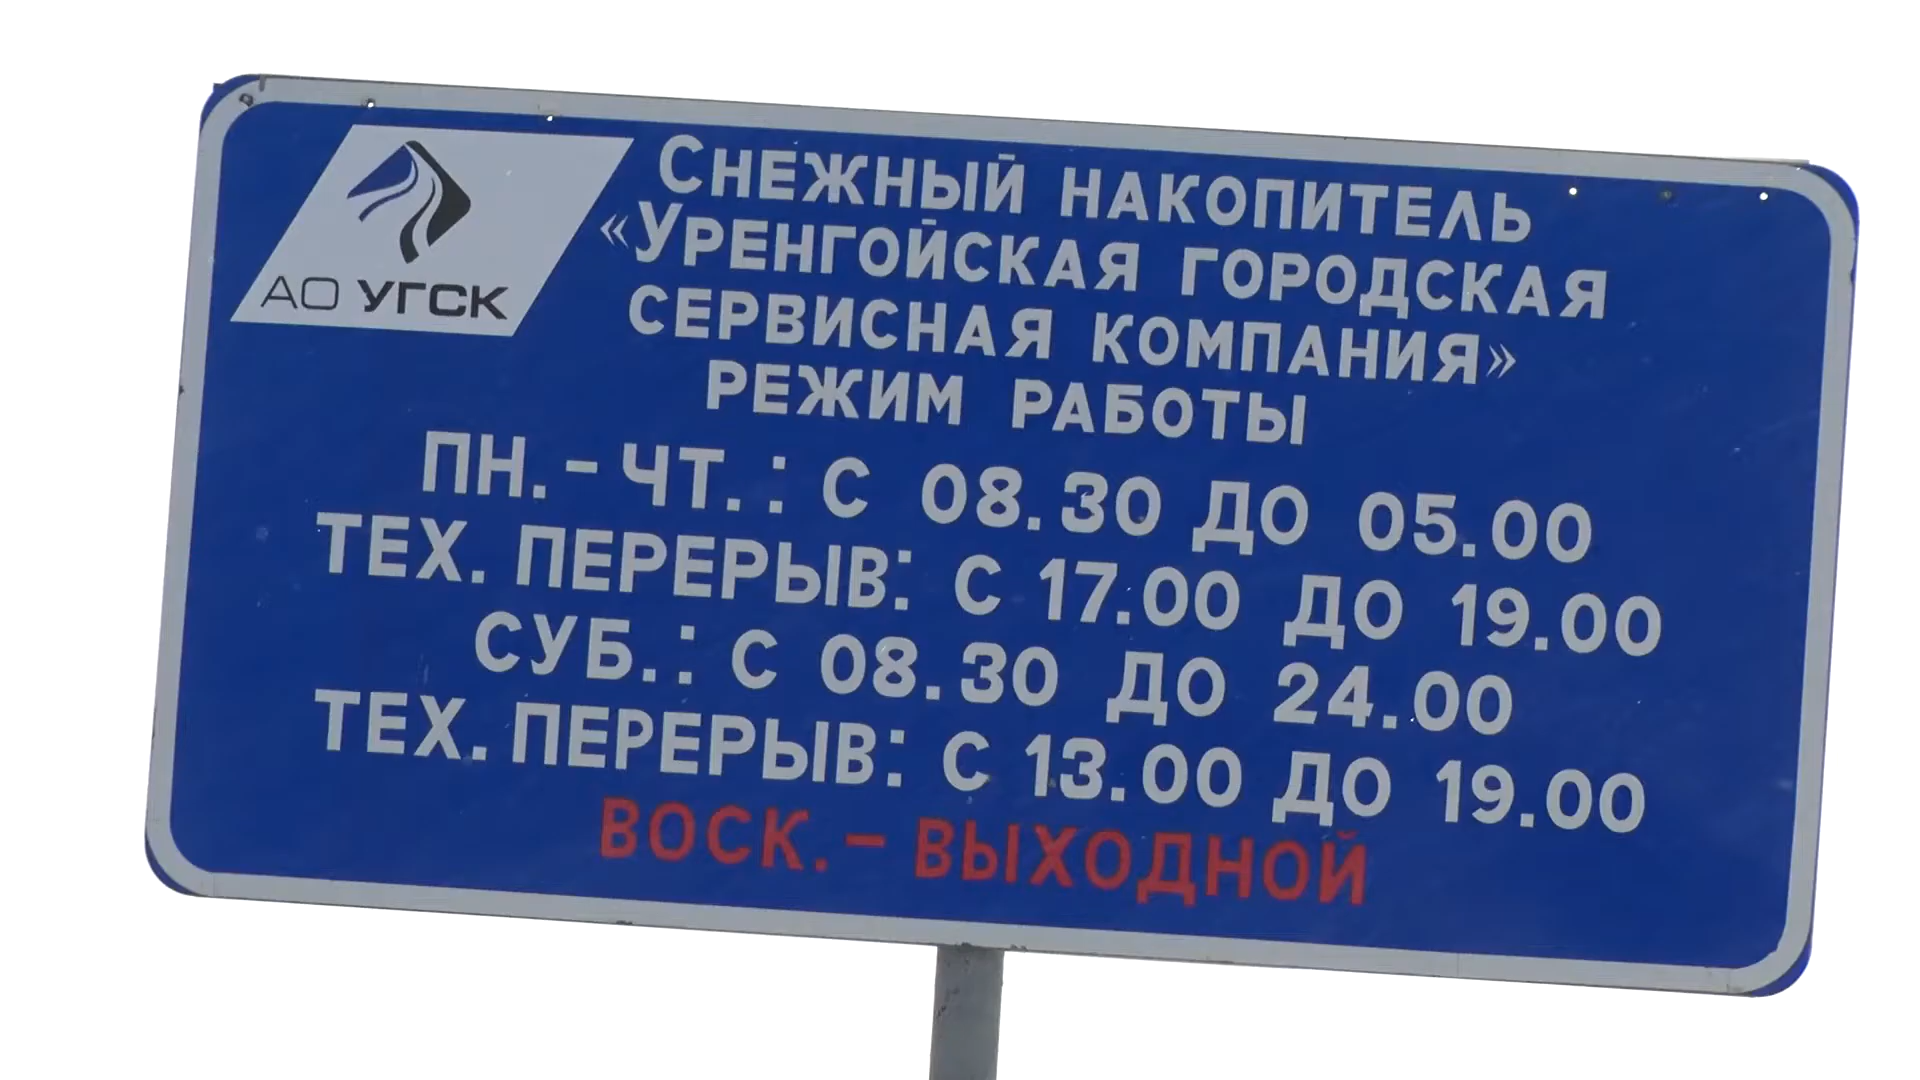 АО УГСК
Снежный накопитель
«Уренгойская городская
сервисная компания»
РЕЖИМ РАБОТЫ
ПН.-ЧТ.: С 08.30 ДО 05.00
ТЕХ. ПЕРЕРЫВ: С 17.00 ДО 19.00
СУБ.: С 08.30 ДО 24.00
ТЕХ. ПЕРЕРЫВ: С 13.00 ДО 19.00
ВОСК.- ВЫХОДНОЙ